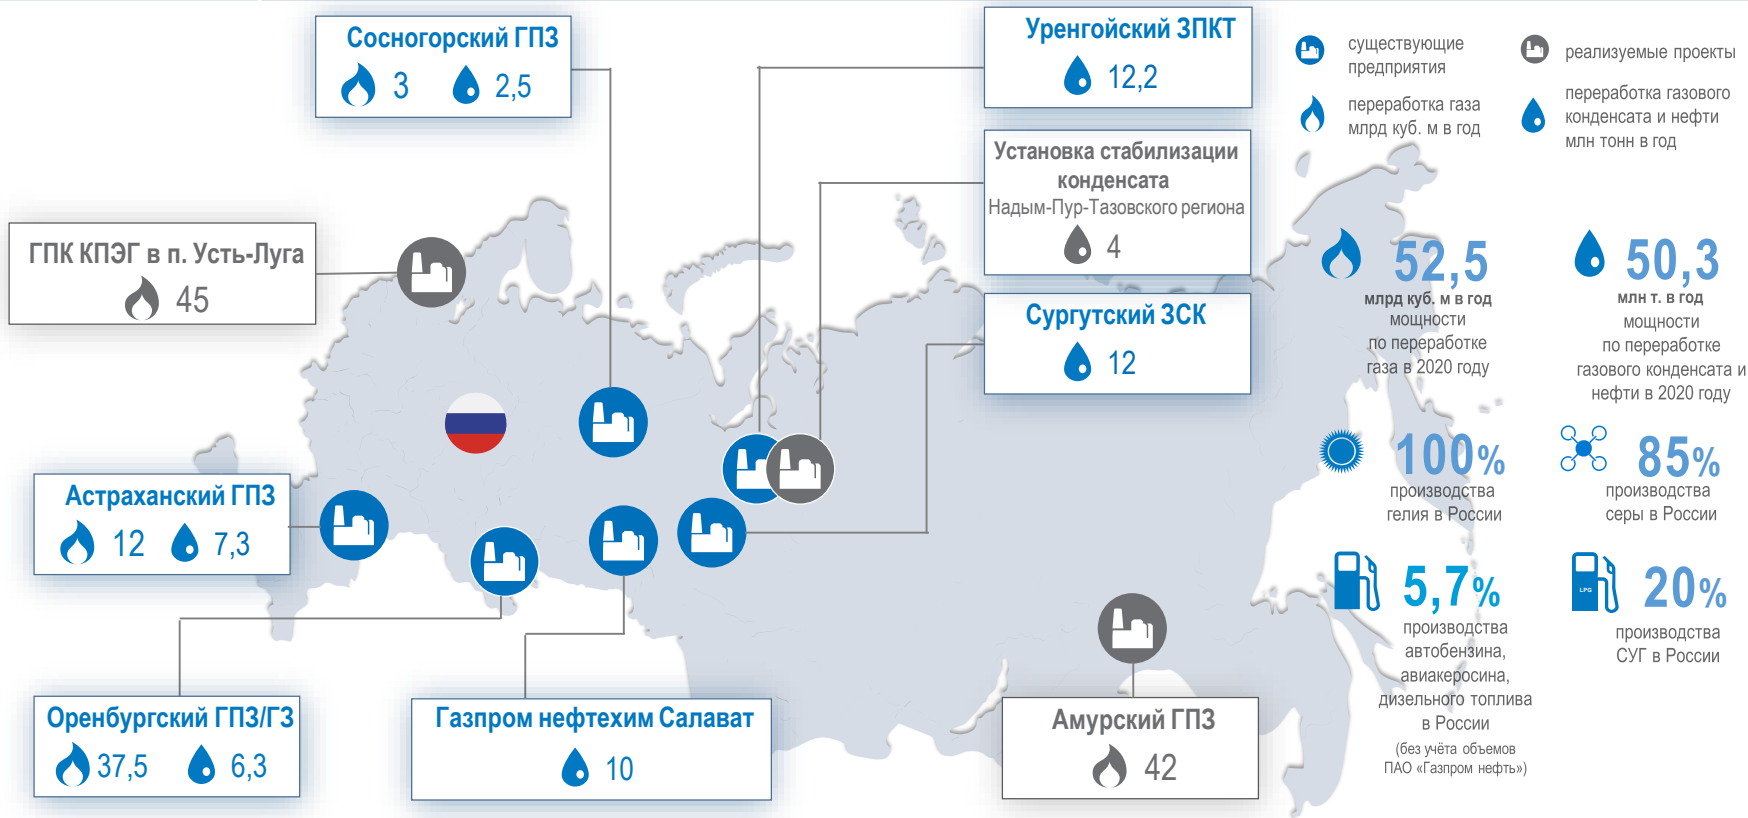 Сосногорский ГПЗ
3
2,5
Уренгойский ЗПКТ
12,2
существующие
предприятия
реализуемые проекты
переработка газа
млрд куб. м в год
переработка газового
конденсата и нефти
млн тонн в год
Установка стабилизации
конденсата
Надым-Пур-Тазовского региона
4
ГПК КПЭГ в п. Усть-Луга
45
Сургутский ЗСК
12
52,5
млрд куб. м в год
мощности
по переработке
газа в 2020 году
50,3
млн т. в год
мощности
по переработке
газового конденсата и
нефти в 2020 году
100%
производства
гелия в России
85%
производства
серы в России
Астраханский ГПЗ
12
7,3
5,7%
производства
автобензина,
авиакеросина,
дизельного топлива
в России
(без учёта объемов
ПАО «Газпром нефть»)
LPG
20%
производства
СУГ в России
Оренбургский ГПЗ/ГЗ
37,5
6,3
Газпром нефтехим Салават
10
Амурский ГПЗ
42